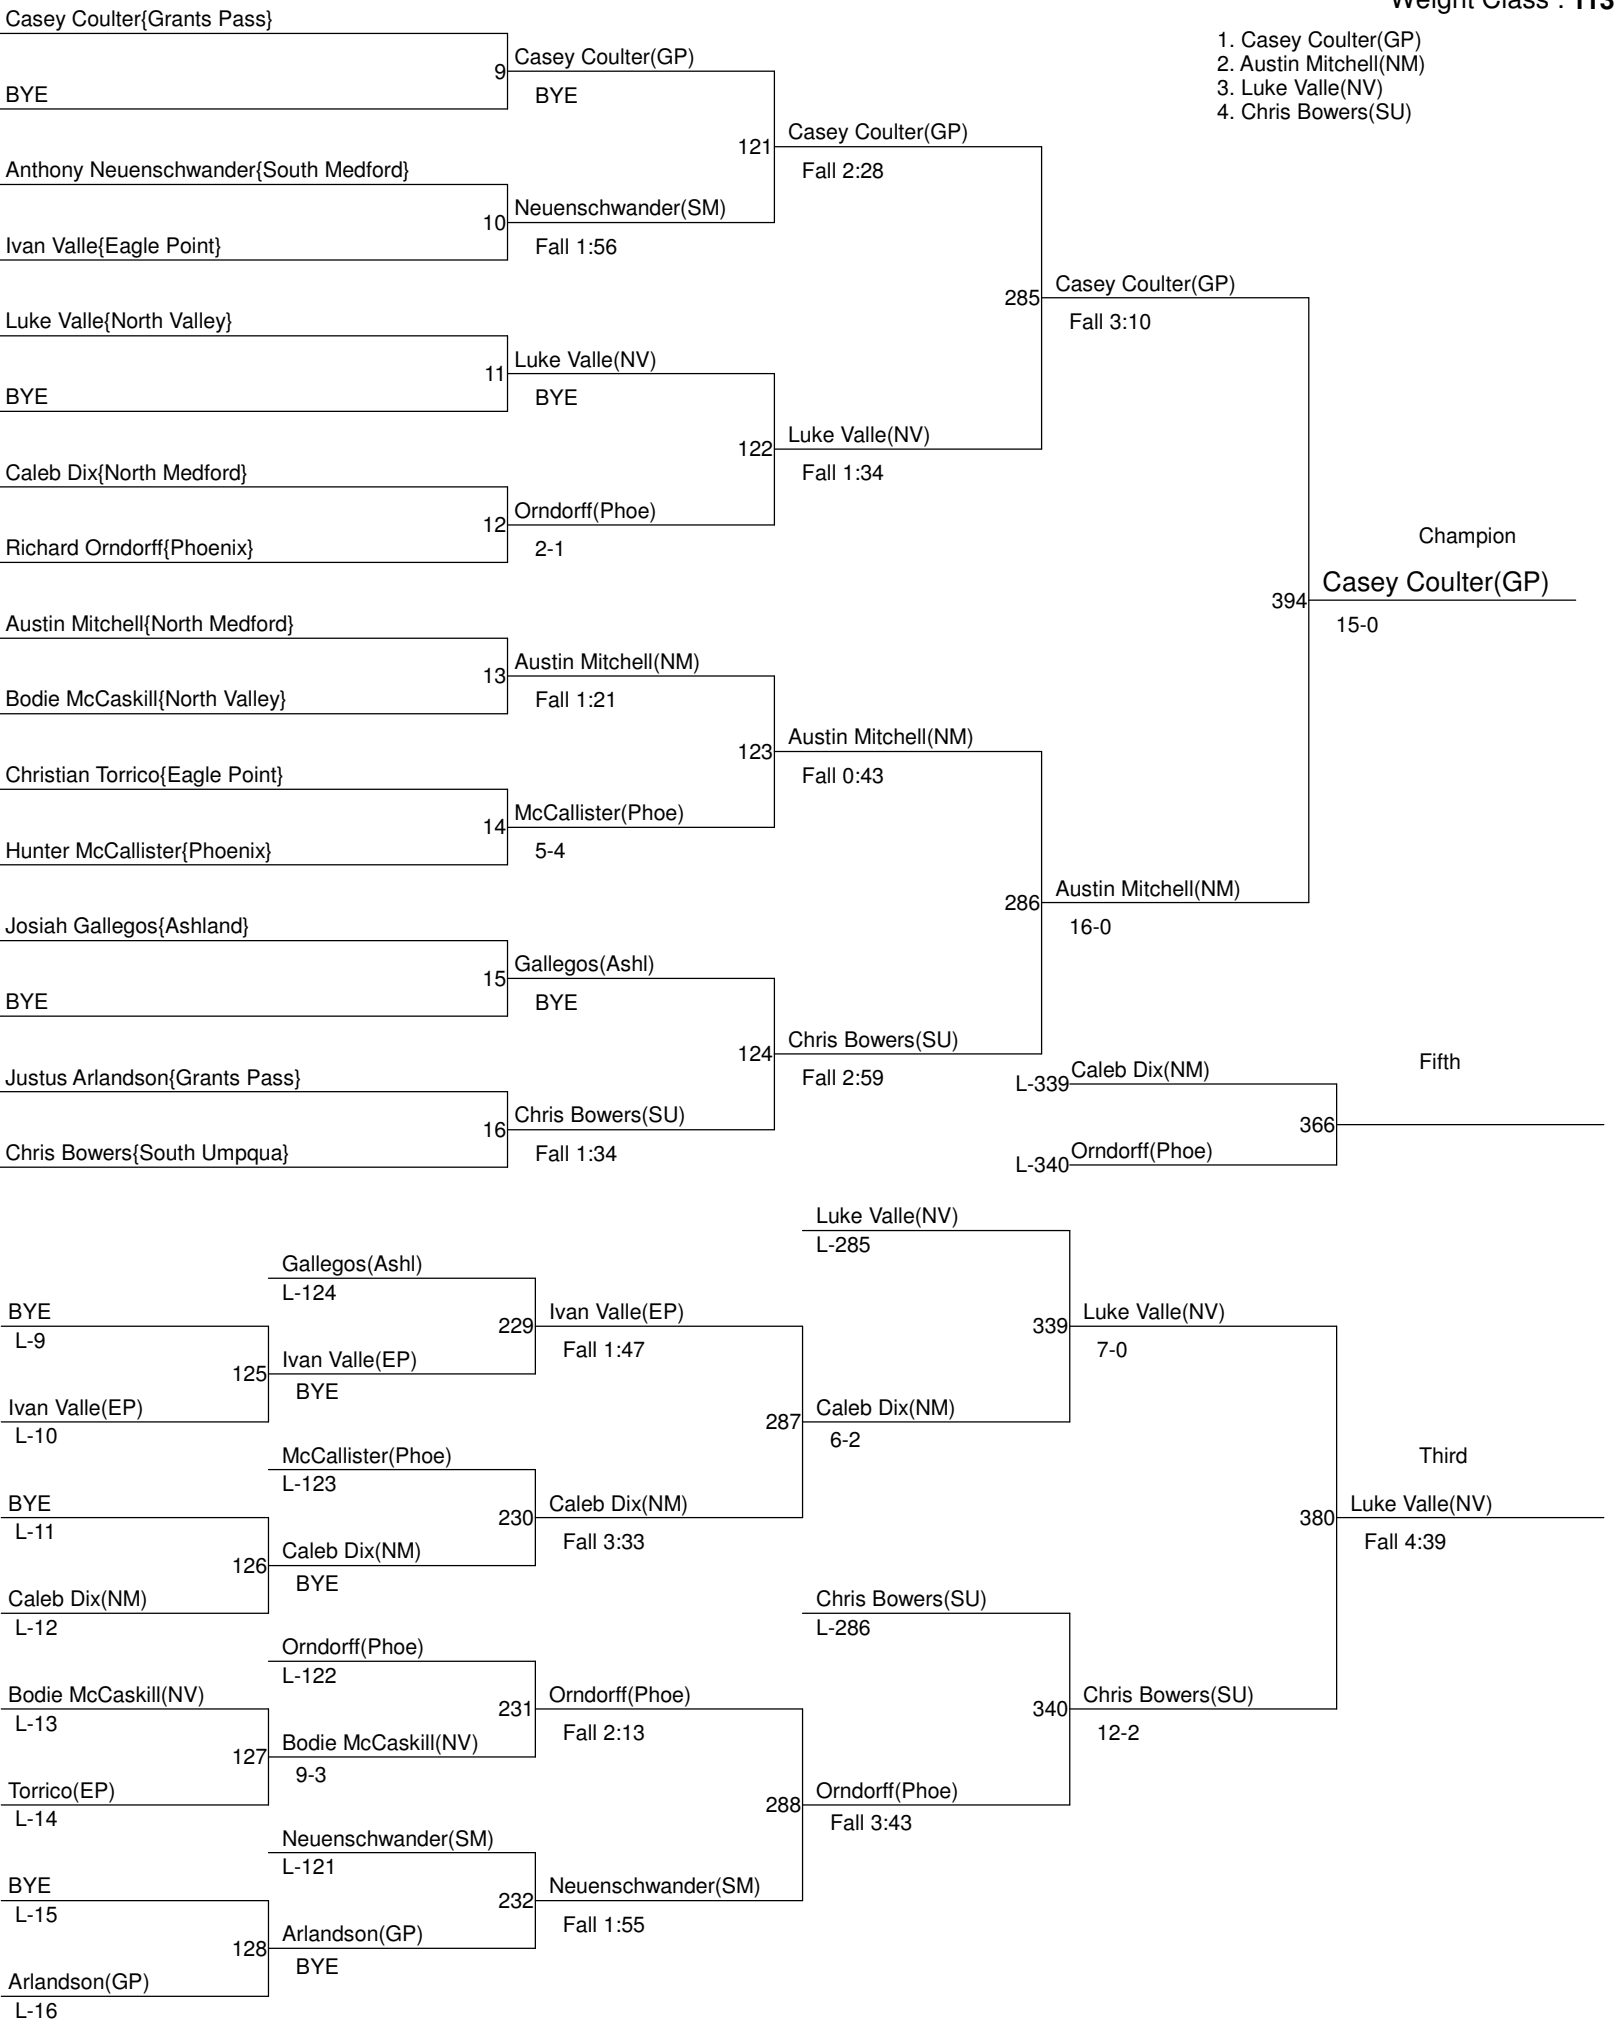 Weight Class : 113
1. Casey Coulter(GP)
2. Austin Mitchell(NM)
3. Luke Valle(NV)
4. Chris Bowers(SU)
Casey Coulter{Grants Pass}
BYE
Anthony Neuenschwander{South Medford}
Ivan Valle{Eagle Point}
Luke Valle{North Valley}
BYE
Caleb Dix{North Medford}
Richard Orndorff{Phoenix}
Austin Mitchell{North Medford}
Bodie McCaskill{North Valley}
Christian Torrico{Eagle Point}
Hunter McCallister{Phoenix}
Josiah Gallegos{Ashland}
BYE
Justus Arlandson{Grants Pass}
Chris Bowers{South Umpqua}
9
Casey Coulter(GP)
BYE
10
Neuenschwander(SM)
Fall 1:56
11
Luke Valle(NV)
BYE
12
Orndorff(Phoe)
2-1
13
Austin Mitchell(NM)
Fall 1:21
14
McCallister(Phoe)
5-4
15
Gallegos(Ashl)
BYE
16
Chris Bowers(SU)
Fall 1:34
121
Casey Coulter(GP)
Fall 2:28
122
Luke Valle(NV)
Fall 1:34
123
Austin Mitchell(NM)
Fall 0:43
124
Chris Bowers(SU)
Fall 2:59
285
Casey Coulter(GP)
Fall 3:10
286
Austin Mitchell(NM)
16-0
Champion
394
Casey Coulter(GP)
15-0
Fifth
L-339
Caleb Dix(NM)
366
L-340
Orndorff(Phoe)
BYE
L-9
Ivan Valle(EP)
L-10
BYE
L-11
Caleb Dix(NM)
L-12
Bodie McCaskill(NV)
L-13
Torrico(EP)
L-14
BYE
L-15
Arlandson(GP)
L-16
Gallegos(Ashl)
L-124
125
Ivan Valle(EP)
BYE
McCallister(Phoe)
L-123
126
Caleb Dix(NM)
BYE
Orndorff(Phoe)
L-122
127
Bodie McCaskill(NV)
9-3
Neuenschwander(SM)
L-121
128
Arlandson(GP)
BYE
229
Ivan Valle(EP)
Fall 1:47
230
Caleb Dix(NM)
Fall 3:33
231
Orndorff(Phoe)
Fall 2:13
232
Neuenschwander(SM)
Fall 1:55
Luke Valle(NV)
L-285
287
Caleb Dix(NM)
6-2
Chris Bowers(SU)
L-286
288
Orndorff(Phoe)
Fall 3:43
339
Luke Valle(NV)
7-0
340
Chris Bowers(SU)
12-2
Third
380
Luke Valle(NV)
Fall 4:39